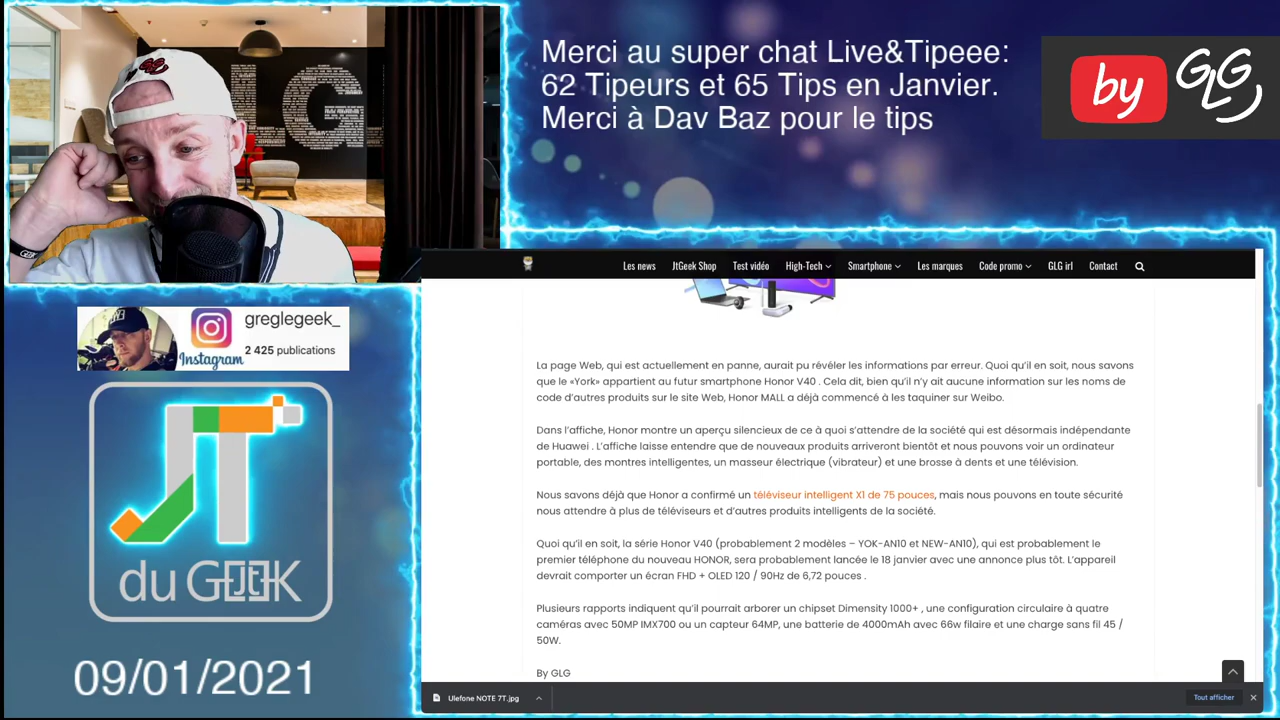 Merci au super chat Live&Tipeee:
62 Tipeurs et 65 Tips en Janvier.
Merci à Dav Baz pour le tips
by GLG
greglegeek_
Instagram
2 425 publications
JT
du GEEK
09/01/2021
Les news
JtGeek Shop
Test vidéo
High-Tech
Smartphone
Les marques
Code promo
GLG irl
Contact
La page Web, qui est actuellement en panne, aurait pu révéler les informations par erreur. Quoi qu'il en soit, nous savons
que le «York» appartient au futur smartphone Honor V40 . Cela dit, bien qu'il n'y ait aucune information sur les noms de
code d'autres produits sur le site Web, Honor MALL a déjà commencé à les taquiner sur Weibo.
Dans l'affiche, Honor montre un aperçu silencieux de ce à quoi s'attendre de la société qui est désormais indépendante
de Huawei . L'affiche laisse entendre que de nouveaux produits arriveront bientôt et nous pouvons voir un ordinateur
portable, des montres intelligentes, un masseur électrique (vibrateur) et une brosse à dents et une télévision.
Nous savons déjà que Honor a confirmé un téléviseur intelligent X1 de 75 pouces, mais nous pouvons en toute sécurité
nous attendre à plus de téléviseurs et d'autres produits intelligents de la société.
Quoi qu'il en soit, la série Honor V40 (probablement 2 modèles – YOK-AN10 et NEW-AN10), qui est probablement le
premier téléphone du nouveau HONOR, sera probablement lancée le 18 janvier avec une annonce plus tôt. L'appareil
devrait comporter un écran FHD + OLED 120 / 90Hz de 6,72 pouces .
Plusieurs rapports indiquent qu'il pourrait arborer un chipset Dimensity 1000+ , une configuration circulaire à quatre
caméras avec 50MP IMX700 ou un capteur 64MP, une batterie de 4000mAh avec 66w filaire et une charge sans fil 45 /
50W.
By GLG
Ulefone NOTE 7T.jpg
Tout afficher